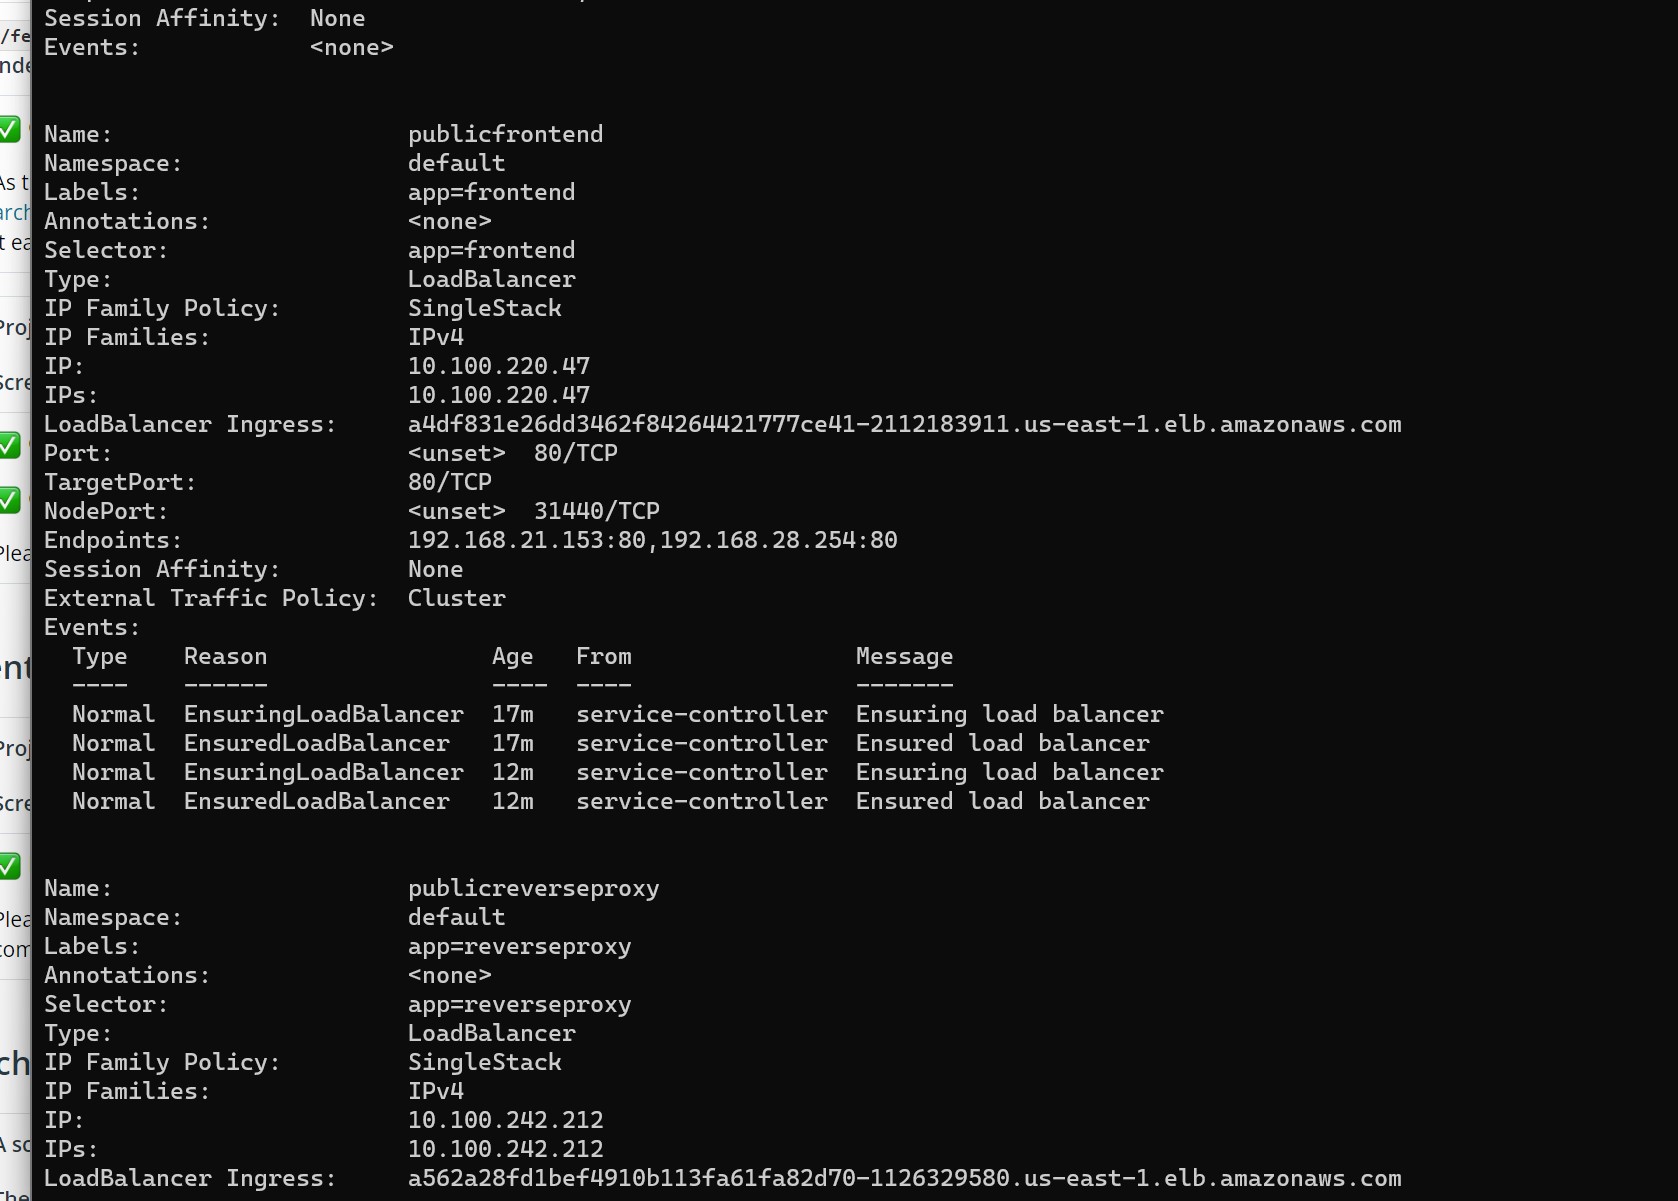 Session Affinity:  None
Events:            <none>
Name:                     publicfrontend
Namespace:                default
Labels:                   app=frontend
Annotations:              <none>
Selector:                 app=frontend
Type:                     LoadBalancer
IP Family Policy:         SingleStack
IP Families:              IPv4
IP:                       10.100.220.47
IPs:                      10.100.220.47
LoadBalancer Ingress:     a4df831e26dd3462f84264421777ce41-2112183911.us-east-1.elb.amazonaws.com
Port:                     <unset>  80/TCP
TargetPort:               80/TCP
NodePort:                 <unset>  31440/TCP
Endpoints:                192.168.21.153:80,192.168.28.254:80
Session Affinity:         None
External Traffic Policy:  Cluster
Events:
  Type    Reason                Age   From                Message
  ----    ------                ----  ----                -------
  Normal  EnsuringLoadBalancer  17m   service-controller  Ensuring load balancer
  Normal  EnsuredLoadBalancer   17m   service-controller  Ensured load balancer
  Normal  EnsuringLoadBalancer  12m   service-controller  Ensuring load balancer
  Normal  EnsuredLoadBalancer   12m   service-controller  Ensured load balancer
Name:                     publicreverseproxy
Namespace:                default
Labels:                   app=reverseproxy
Annotations:              <none>
Selector:                 app=reverseproxy
Type:                     LoadBalancer
IP Family Policy:         SingleStack
IP Families:              IPv4
IP:                       10.100.242.212
IPs:                      10.100.242.212
LoadBalancer Ingress:     a562a28fd1bef4910b113fa61fa82d70-1126329580.us-east-1.elb.amazonaws.com